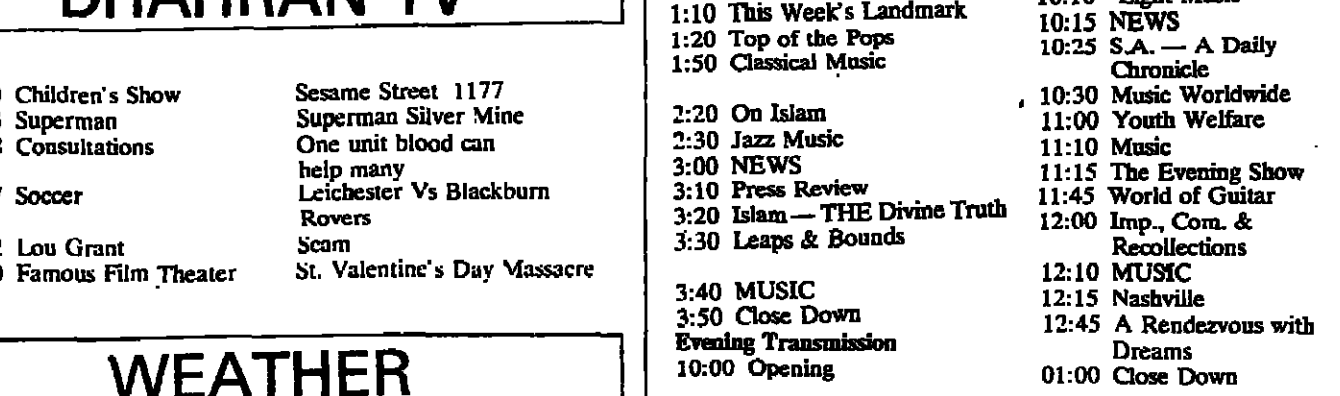 DHAHRAN TV
Children's Show Sesame Street 1177
Superman Superman Silver Mine
Consultations One unit blood can
help many
Soccer Leichester Vs Blackburn
Rovers
Lou Grant Scam
Famous Film Theater St. Valentine's Day Massacre
WEATHER
1:10 This Week's Landmark
1:20 Top of the Pops
1:50 Classical Music
2:20 On Islam
2:30 Jazz Music
3:00 NEWS
3:10 Press Review
3:20 Islam — THE Divine Truth
3:30 Leaps & Bounds
3:40 MUSIC
3:50 Close Down
Evening Transmission
10:00 Opening
10:10 Light Music
10:15 NEWS
10:25 S.A. — A Daily
Chronicle
10:30 Music Worldwide
11:00 Youth Welfare
11:10 Music
11:15 The Evening Show
11:45 World of Guitar
12:00 Imp., Com. &
Recollections
12:10 MUSIC
12:15 Nashville
12:45 A Rendezvous with
Dreams
01:00 Close Down